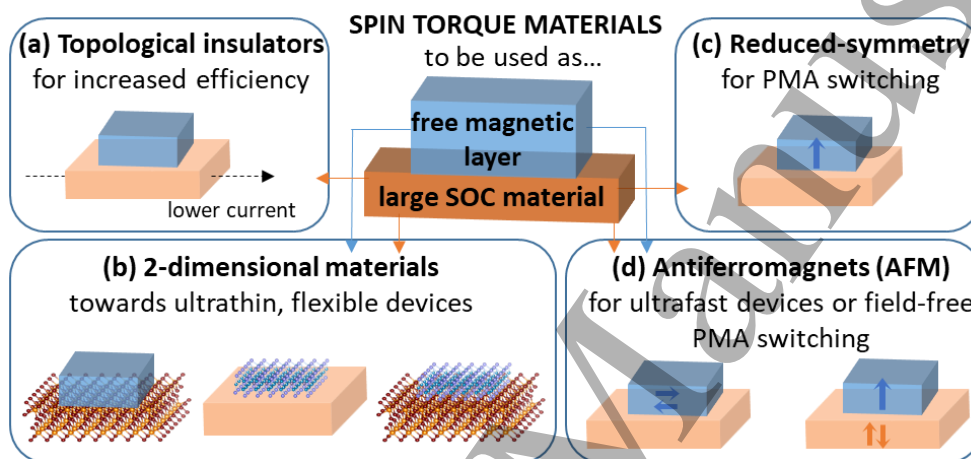 SPIN TORQUE MATERIALS
to be used as...
free magnetic
layer
large SOC material
(a) Topological insulators
for increased efficiency
lower current
(c) Reduced-symmetry
for PMA switching
(b) 2-dimensional materials
towards ultrathin, flexible devices
(d) Antiferromagnets (AFM)
for ultrafast devices or field-free
PMA switching